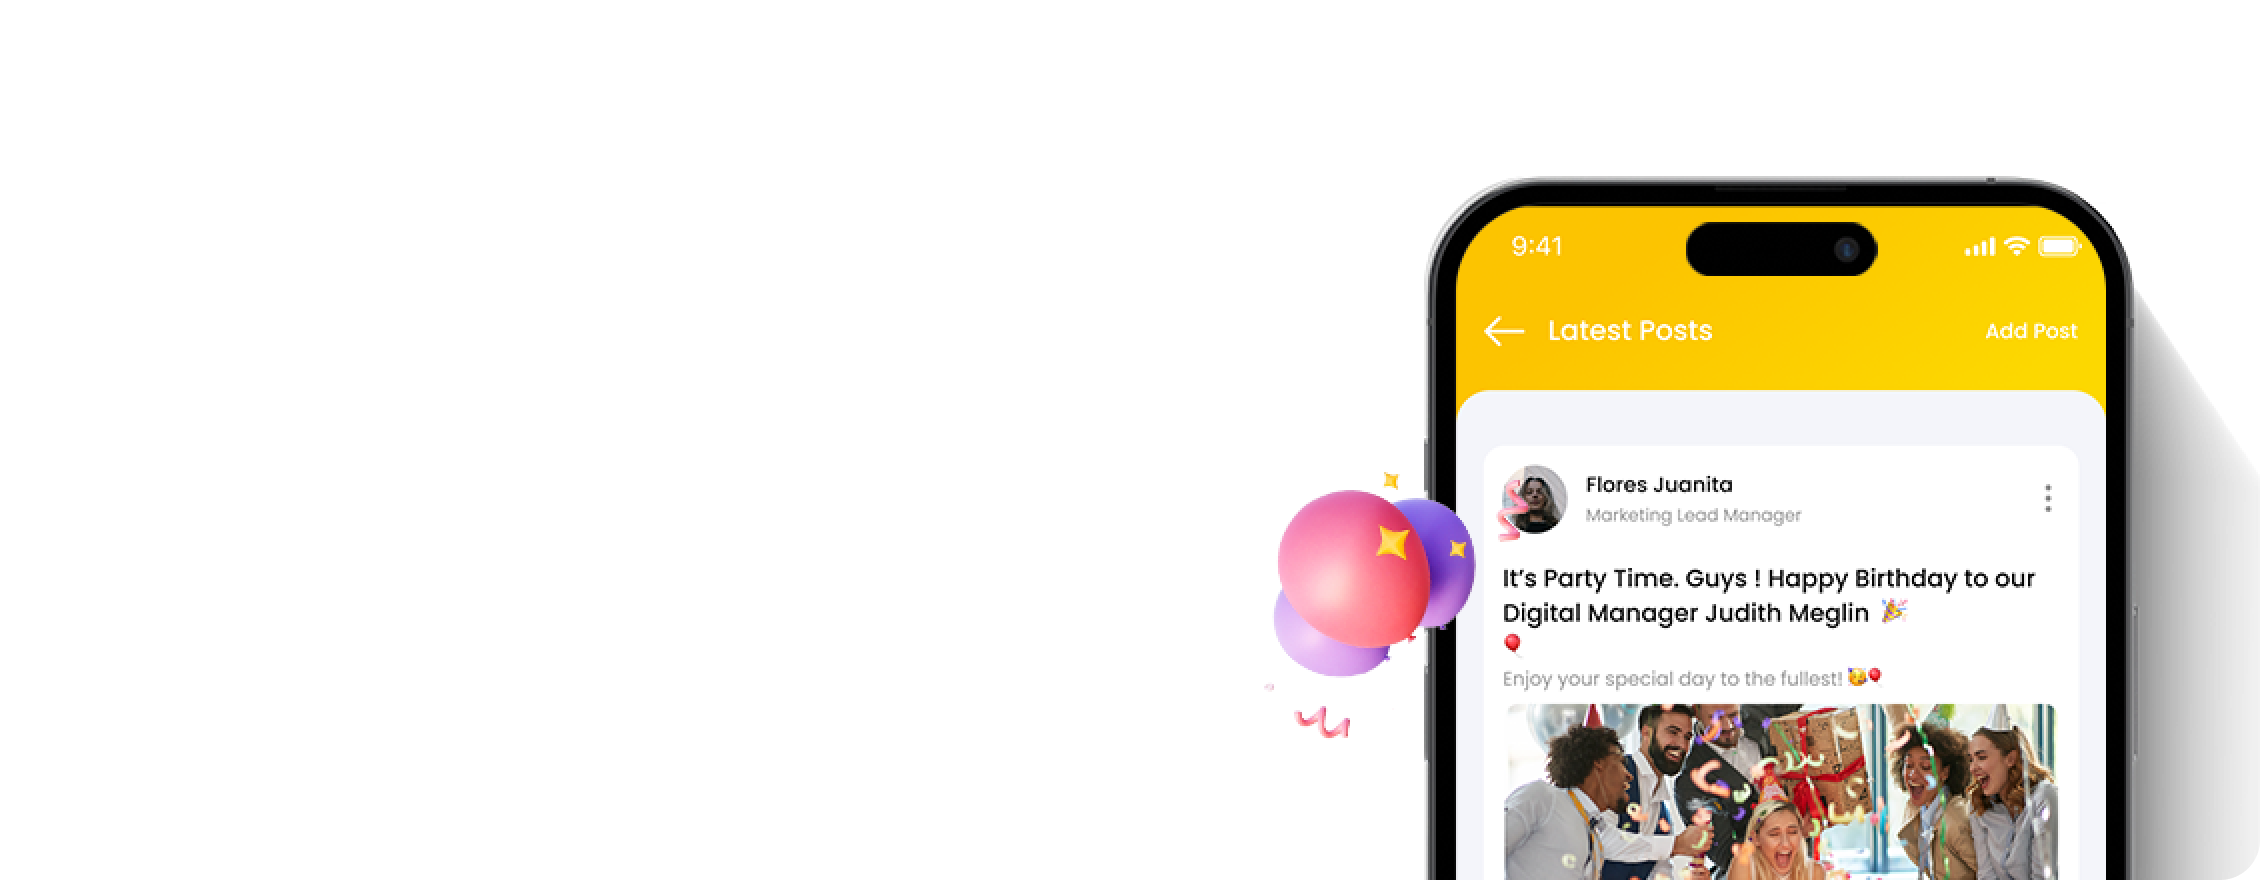 9:41
Latest Posts
Add Post
Flores Juanita
Marketing Lead Manager
It's Party Time. Guys ! Happy Birthday to our
Digital Manager Judith Meglin 🎉
🎈
Enjoy your special day to the fullest! 🥳🎈